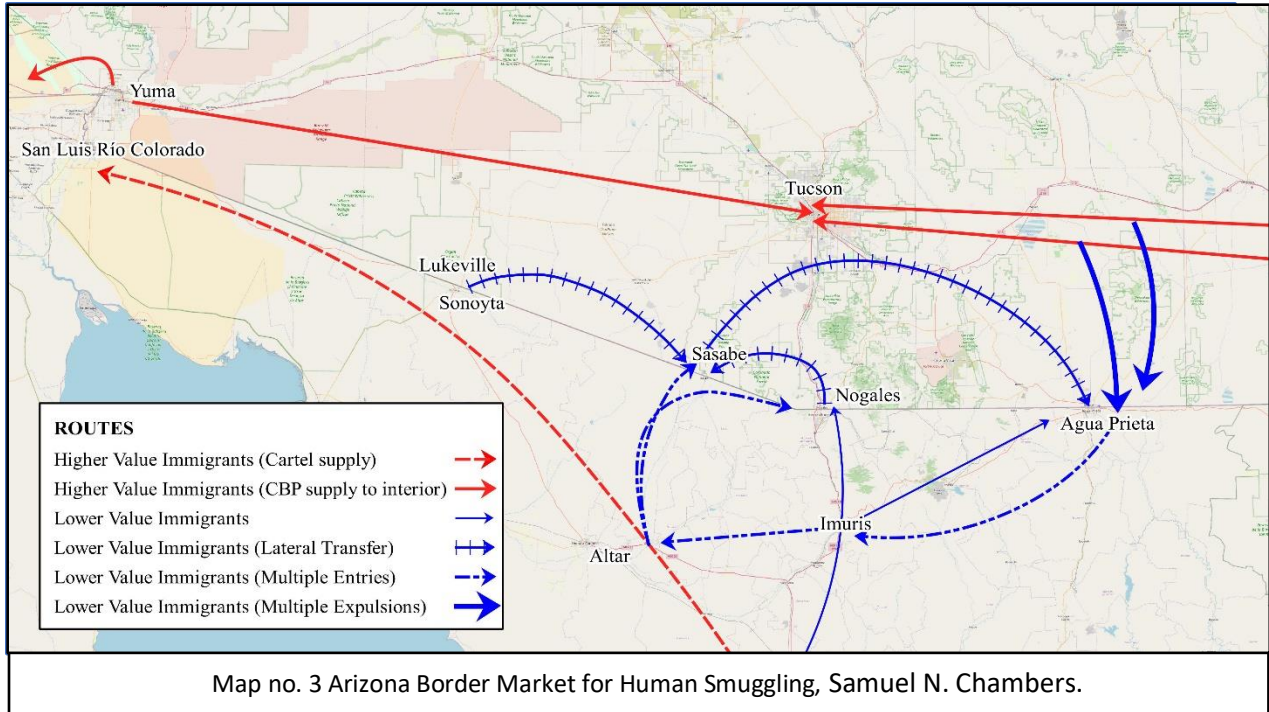 Yuma
San Luis Río Colorado
Tucson
Lukeville
Sonoyta
Sasabe
Nogales
Agua Prieta
Imuris
Altar
ROUTES
Higher Value Immigrants (Cartel supply)
Higher Value Immigrants (CBP supply to interior)
Lower Value Immigrants
Lower Value Immigrants (Lateral Transfer)
Lower Value Immigrants (Multiple Entries)
Lower Value Immigrants (Multiple Expulsions)
Map no. 3 Arizona Border Market for Human Smuggling, Samuel N. Chambers.